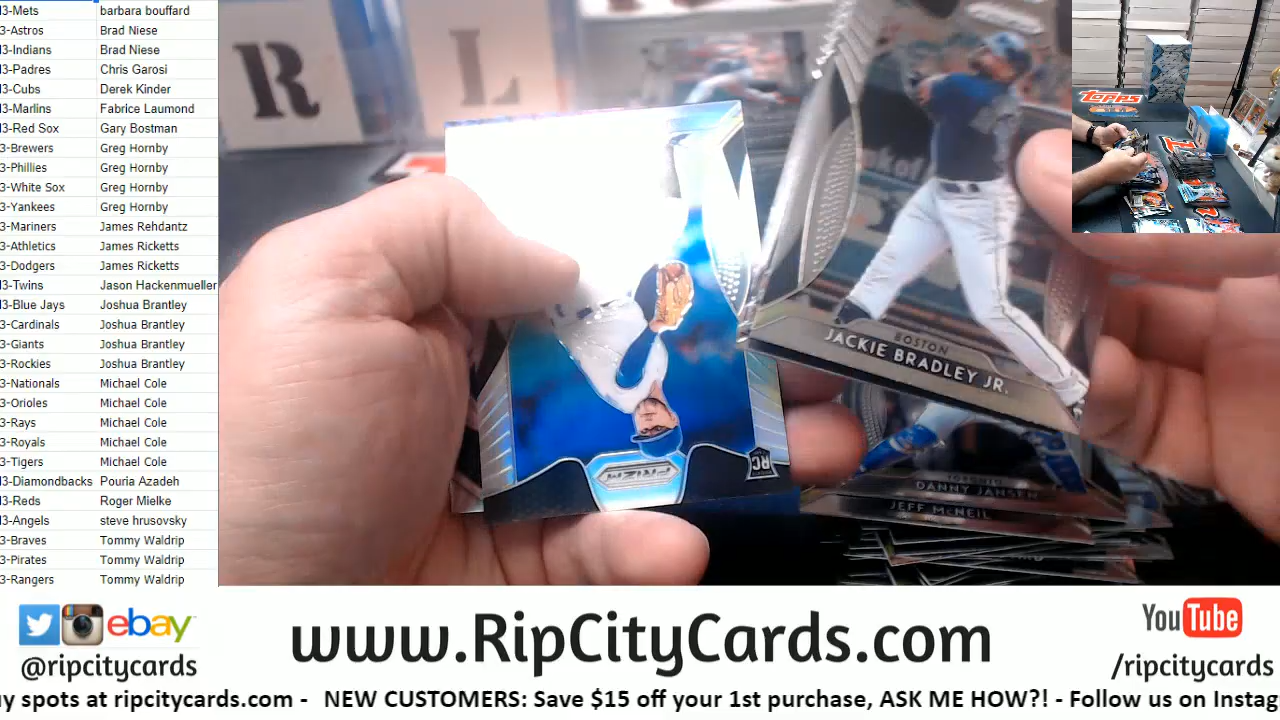 3-Mets barbara bouffard
3-Astros Brad Niese
3-Indians Brad Niese
3-Padres Chris Garosi
3-Cubs Derek Kinder
3-Marlins Fabrice Laumond
3-Red Sox Gary Bostman
3-Brewers Greg Hornby
3-Phillies Greg Hornby
3-White Sox Greg Hornby
3-Yankees Greg Hornby
3-Mariners James Rehdantz
3-Athletics James Ricketts
3-Dodgers James Ricketts
3-Twins Jason Hackenmueller
3-Blue Jays Joshua Brantley
3-Cardinals Joshua Brantley
3-Giants Joshua Brantley
3-Rockies Joshua Brantley
3-Nationals Michael Cole
3-Orioles Michael Cole
3-Rays Michael Cole
3-Royals Michael Cole
3-Tigers Michael Cole
3-Diamondbacks Pouria Azadeh
3-Reds Roger Mielke
3-Angels steve hrusovsky
3-Braves Tommy Waldrip
3-Pirates Tommy Waldrip
3-Rangers Tommy Waldrip
R L
TOPPS
BOSTON
JACKIE BRADLEY JR.
PRIZM
RC
TORONTO
DANNY JANSEN
JEFF McNEIL
ebay
@ripcitycards
www.RipCityCards.com
YouTube
/ripcitycards
y spots at ripcitycards.com - NEW CUSTOMERS: Save $15 off your 1st purchase, ASK ME HOW?! - Follow us on Instag